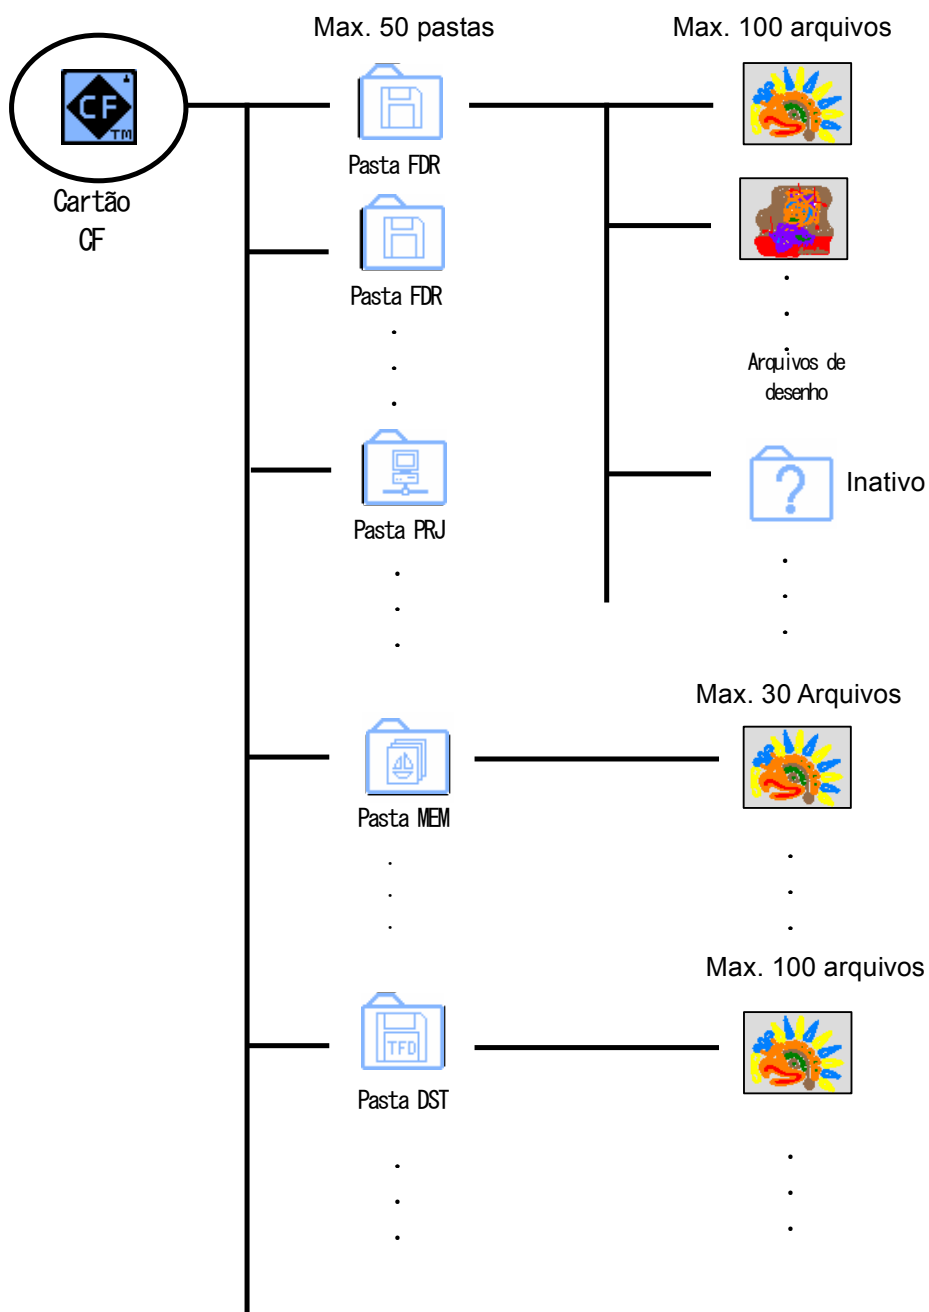 Max. 50 pastas
Max. 100 arquivos
CF
TM
Cartão
CF
Pasta FDR
Pasta FDR
Arquivos de
desenho
?
Inativo
Pasta PRJ
Max. 30 Arquivos
Pasta MEM
Max. 100 arquivos
TFD
Pasta DST